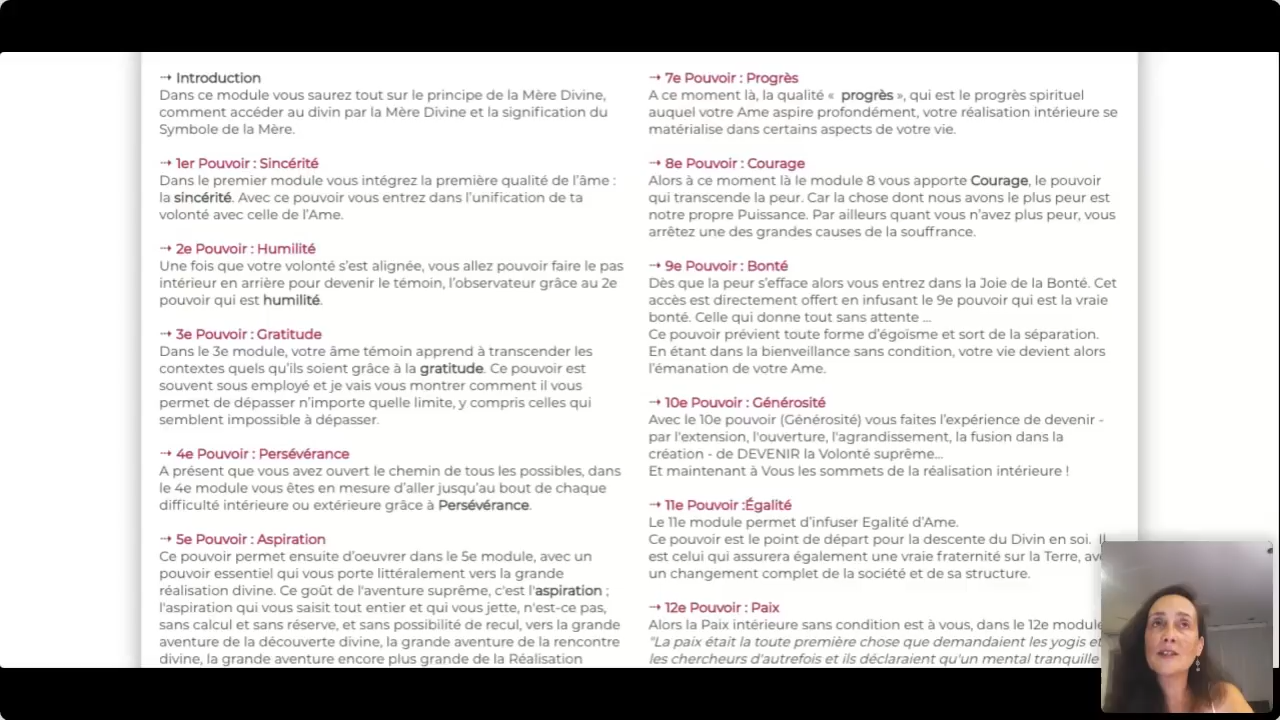 ⇢ Introduction
Dans ce module vous saurez tout sur le principe de la Mère Divine,
comment accéder au divin par la Mère Divine et la signification du
Symbole de la Mère.
⇢ 1er Pouvoir : Sincérité
Dans le premier module vous intégrez la première qualité de l’âme :
la sincérité. Avec ce pouvoir vous entrez dans l’unification de ta
volonté avec celle de l’Ame.
⇢ 2e Pouvoir : Humilité
Une fois que votre volonté s’est alignée, vous allez pouvoir faire le pas
intérieur en arrière pour devenir le témoin, l’observateur grâce au 2e
pouvoir qui est humilité.
⇢ 3e Pouvoir : Gratitude
Dans le 3e module, votre âme témoin apprend à transcender les
contextes quels qu’ils soient grâce à la gratitude. Ce pouvoir est
souvent sous employé et je vais vous montrer comment il vous
permet de dépasser n’importe quelle limite, y compris celles qui
semblent impossible à dépasser.
⇢ 4e Pouvoir : Persévérance
A présent que vous avez ouvert le chemin de tous les possibles, dans
le 4e module vous êtes en mesure d’aller jusqu’au bout de chaque
difficulté intérieure ou extérieure grâce à Persévérance.
⇢ 5e Pouvoir : Aspiration
Ce pouvoir permet ensuite d’oeuvrer dans le 5e module, avec un
pouvoir essentiel qui vous porte littéralement vers la grande
réalisation divine. Ce goût de l'aventure suprême, c'est l'aspiration ;
l'aspiration qui vous saisit tout entier et qui vous jette, n'est-ce pas,
sans calcul et sans réserve, et sans possibilité de recul, vers la grande
aventure de la découverte divine, la grande aventure de la rencontre
divine, la grande aventure encore plus grande de la Réalisation
⇢ 7e Pouvoir : Progrès
A ce moment là, la qualité « progrès », qui est le progrès spirituel
auquel votre Ame aspire profondément, votre réalisation intérieure se
matérialise dans certains aspects de votre vie.
⇢ 8e Pouvoir : Courage
Alors à ce moment là le module 8 vous apporte Courage, le pouvoir
qui transcende la peur. Car la chose dont nous avons le plus peur est
notre propre Puissance. Par ailleurs quant vous n’avez plus peur, vous
arrêtez une des grandes causes de la souffrance.
⇢ 9e Pouvoir : Bonté
Dès que la peur s’efface alors vous entrez dans la Joie de la Bonté. Cet
accès est directement offert en infusant le 9e pouvoir qui est la vraie
bonté. Celle qui donne tout sans attente ...
Ce pouvoir prévient toute forme d’égoïsme et sort de la séparation.
En étant dans la bienveillance sans condition, votre vie devient alors
l’émanation de votre Ame.
⇢ 10e Pouvoir : Générosité
Avec le 10e pouvoir (Générosité) vous faites l’expérience de devenir -
par l'extension, l'ouverture, l'agrandissement, la fusion dans la
création - de DEVENIR la Volonté suprême...
Et maintenant à Vous les sommets de la réalisation intérieure !
⇢ 11e Pouvoir :Égalité
Le 11e module permet d’infuser Egalité d’Ame.
Ce pouvoir est le point de départ pour la descente du Divin en soi. Il
est celui qui assurera également une vraie fraternité sur la Terre,
un changement complet de la société et de sa structure.
⇢ 12e Pouvoir : Paix
Alors la Paix intérieure sans condition est à vous, dans le 12e module
"La paix était la toute première chose que demandaient les yogis et
les chercheurs d'autrefois et ils déclaraient qu'un mental tranquille